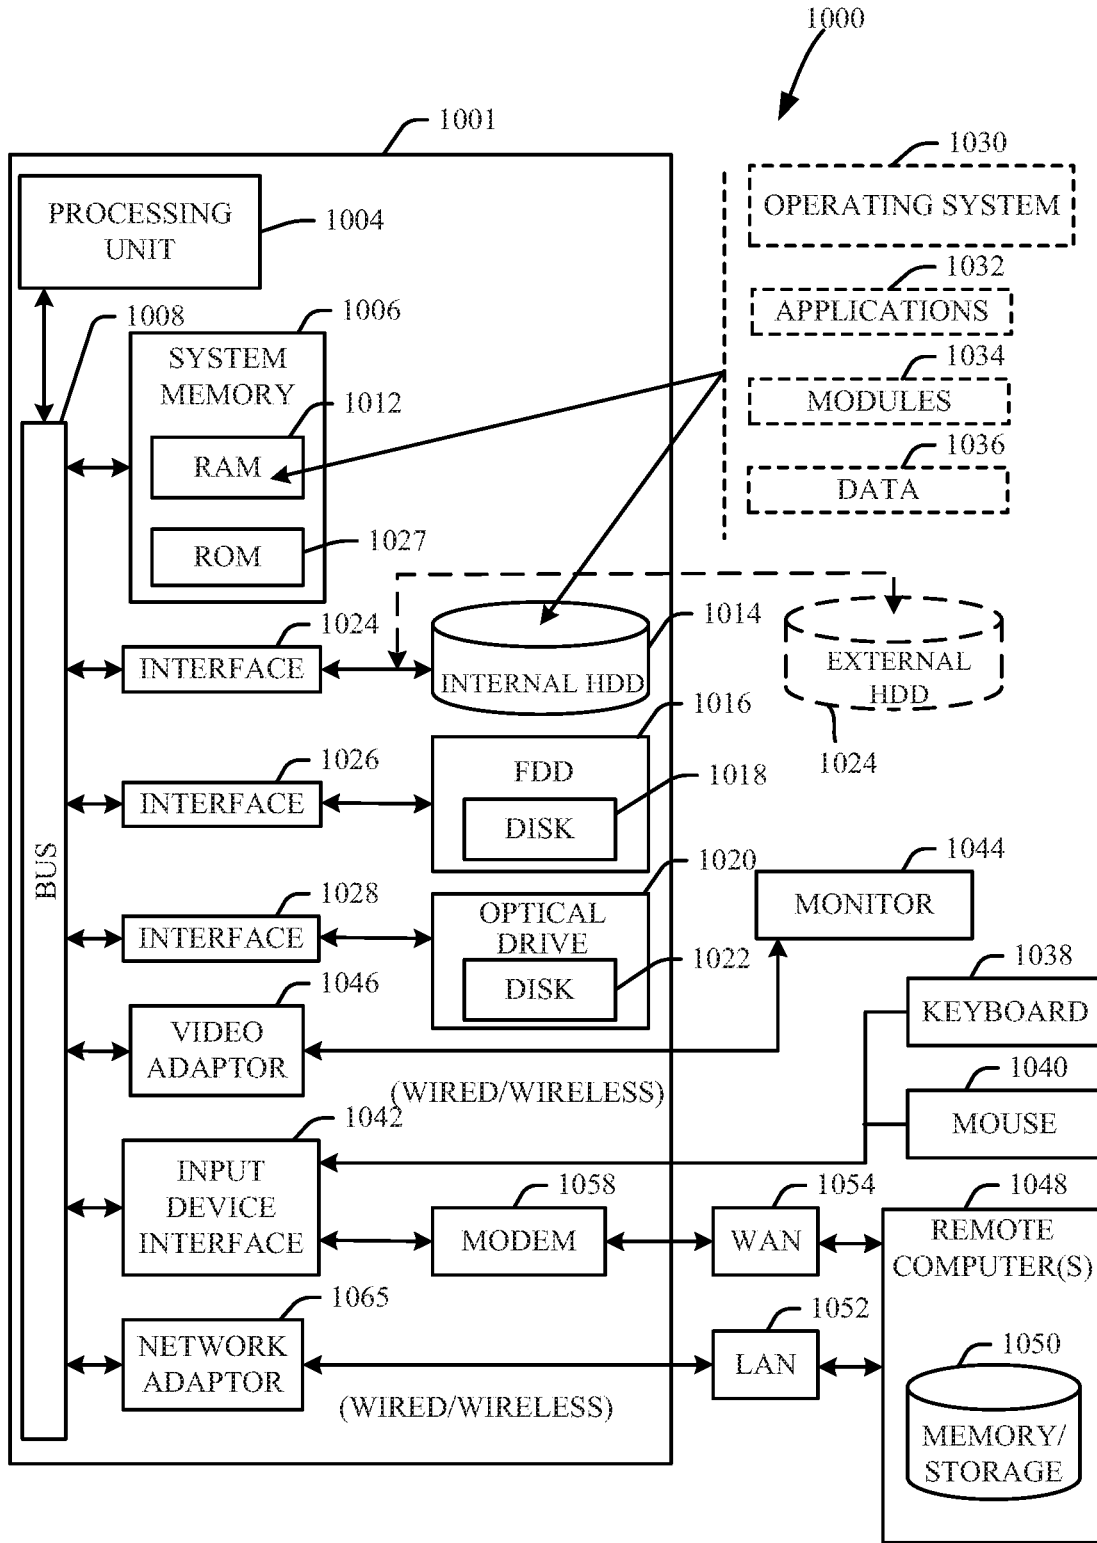 1000
1001
1030
OPERATING SYSTEM
PROCESSING
UNIT
1004
1032
APPLICATIONS
1008
1006
SYSTEM
MEMORY
1034
MODULES
1012
RAM
1036
DATA
ROM
1027
1024
INTERFACE
1014
INTERNAL HDD
EXTERNAL
HDD
1024
1016
FDD
1018
DISK
1026
INTERFACE
BUS
1020
OPTICAL
DRIVE
1022
DISK
1028
INTERFACE
1044
MONITOR
1046
VIDEO
ADAPTOR
1038
KEYBOARD
(WIRED/WIRELESS)
1040
MOUSE
1042
INPUT
DEVICE
INTERFACE
1058
MODEM
1054
WAN
1048
REMOTE
COMPUTER(S)
1065
NETWORK
ADAPTOR
1052
LAN
(WIRED/WIRELESS)
1050
MEMORY/
STORAGE